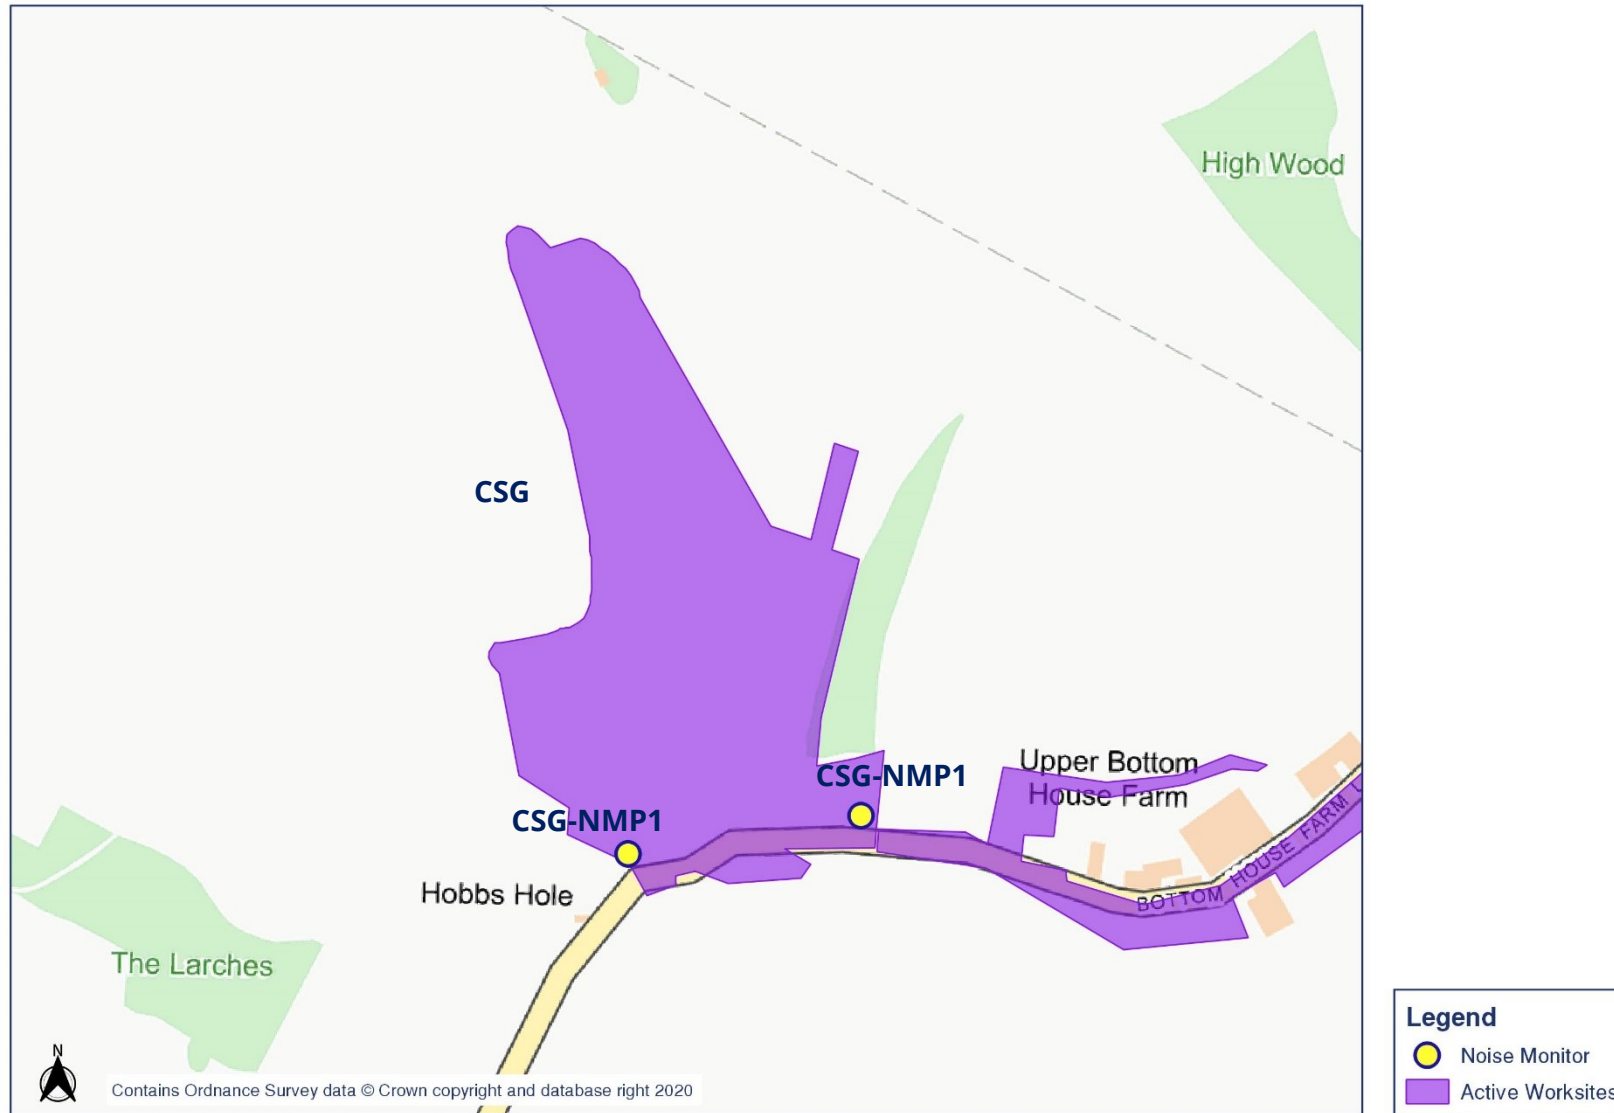 High Wood
CSG
Upper Bottom
House Farm
CSG-NMP1
CSG-NMP1
Hobbs Hole
BOTTOM HOUSE FARM L
The Larches
N
Contains Ordnance Survey data © Crown copyright and database right 2020
Legend
Noise Monitor
Active Worksites